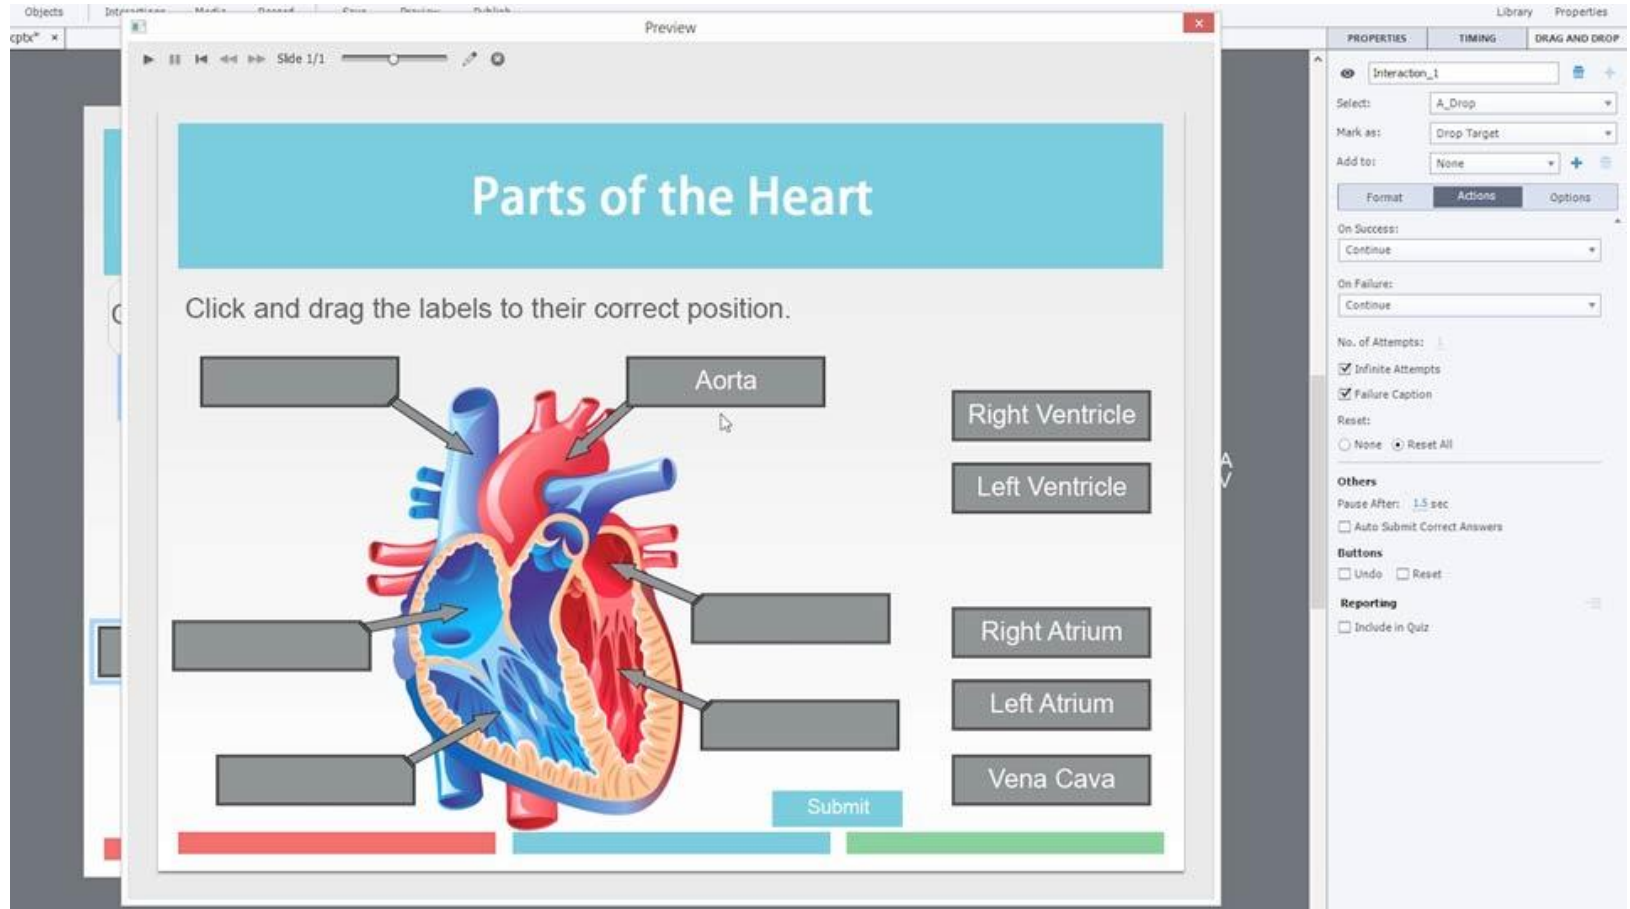 Objects
Preview
Library
Properties
cptx* ×
Slide 1/1
PROPERTIES
TIMING
DRAG AND DROP
Interaction_1
Select:
A_Drop
Mark as:
Drop Target
Add to:
None
Format
Actions
Options
On Success:
Continue
On Failure:
Continue
No. of Attempts:
Infinite Attempts
Failure Caption
Reset:
None
Reset All
Others
Pause After: 1.5 sec
Auto Submit Correct Answers
Buttons
Undo
Reset
Reporting
Include in Quiz
Parts of the Heart
Click and drag the labels to their correct position.
Aorta
Right Ventricle
Left Ventricle
Right Atrium
Left Atrium
Vena Cava
Submit
A
V